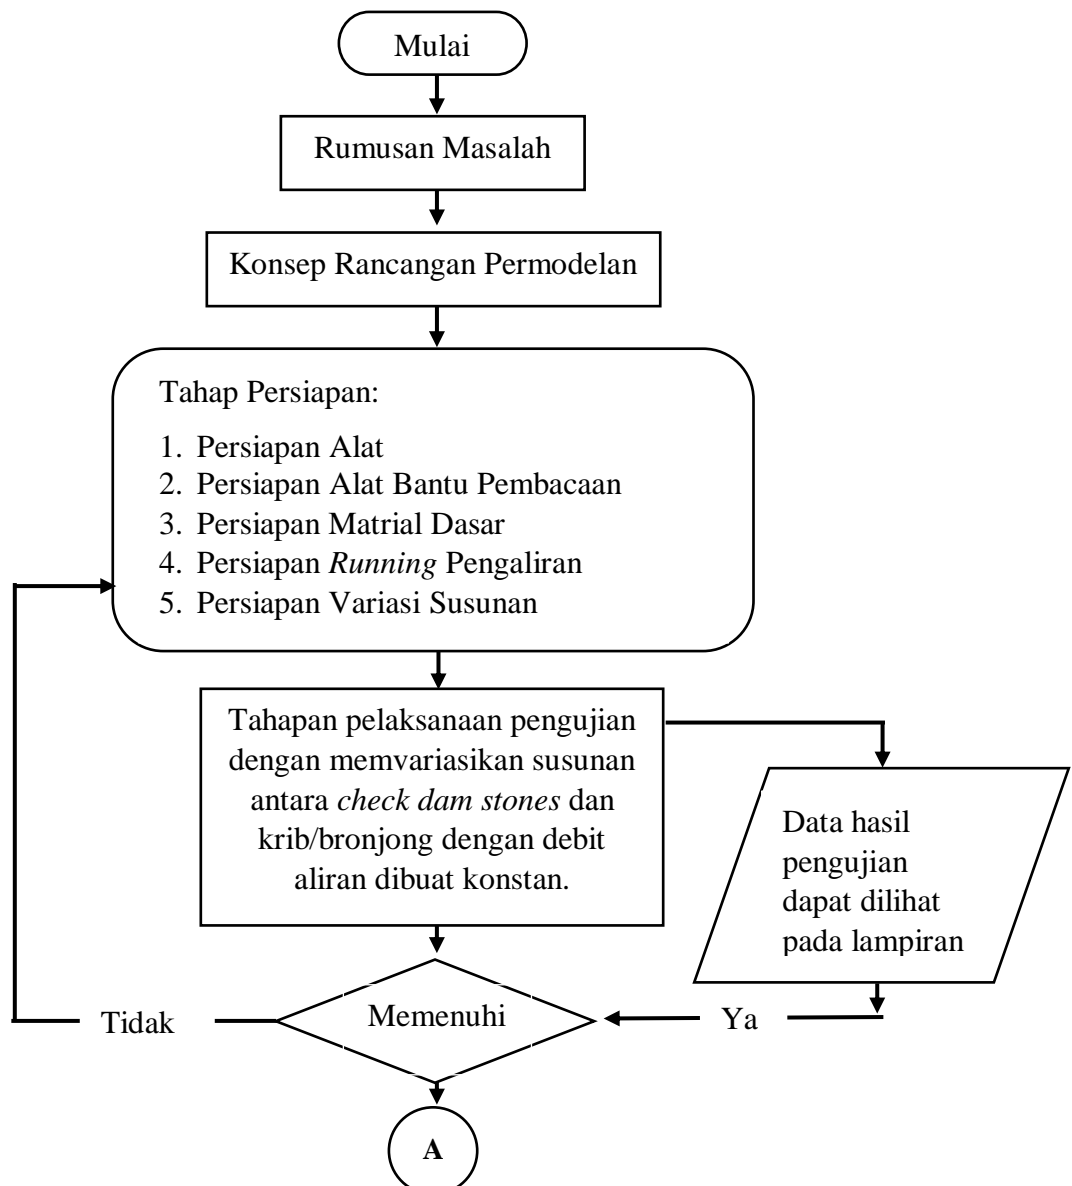 Mulai
Rumusan Masalah
Konsep Rancangan Permodelan
Tahap Persiapan:
1. Persiapan Alat
2. Persiapan Alat Bantu Pembacaan
3. Persiapan Matrial Dasar
4. Persiapan Running Pengaliran
5. Persiapan Variasi Susunan
Tahapan pelaksanaan pengujian
dengan memvariasikan susunan
antara check dam stones dan
krib/bronjong dengan debit
aliran dibuat konstan.
Data hasil
pengujian
dapat dilihat
pada lampiran
Tidak
Memenuhi
Ya
A